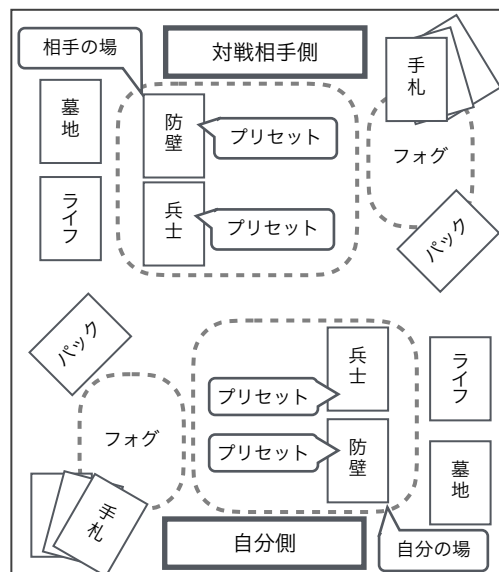 相手の場
対戦相手側
手札
墓地
防壁
プリセット
フォグ
ライフ
兵士
プリセット
パック
パック
兵士
ライフ
プリセット
フォグ
プリセット
防壁
墓地
手札
自分側
自分の場